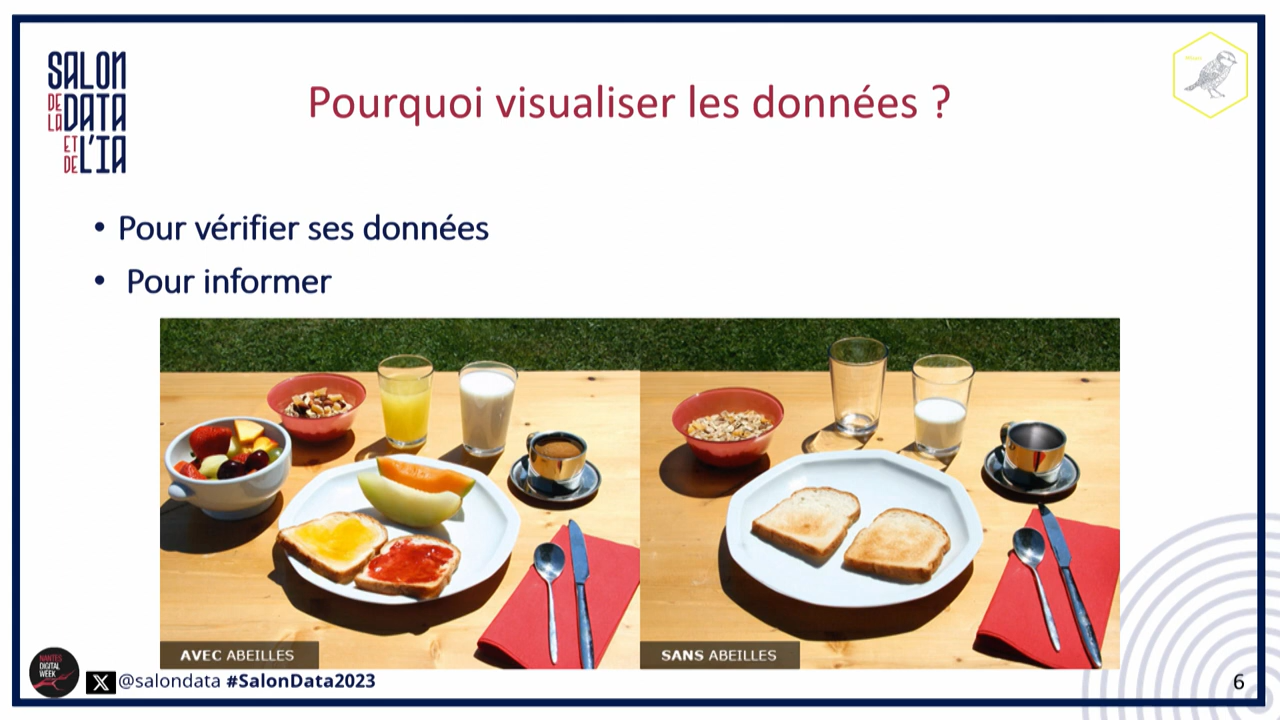 SALON
DE LA DATA
ET DE L'IA
Pourquoi visualiser les données ?
• Pour vérifier ses données
• Pour informer
AVEC ABEILLES
SANS ABEILLES
NANTES
DIGITAL
WEEK
X @salondata #SalonData2023
6